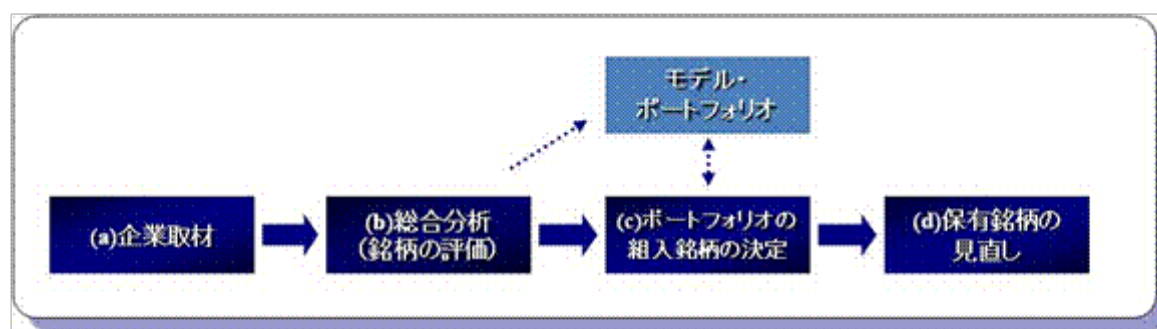 モデル・
ポートフォリオ
(a)企業取材
(b)総合分析
(銘柄の評価)
(c)ポートフォリオの
組入銘柄の決定
(d)保有銘柄の
見直し